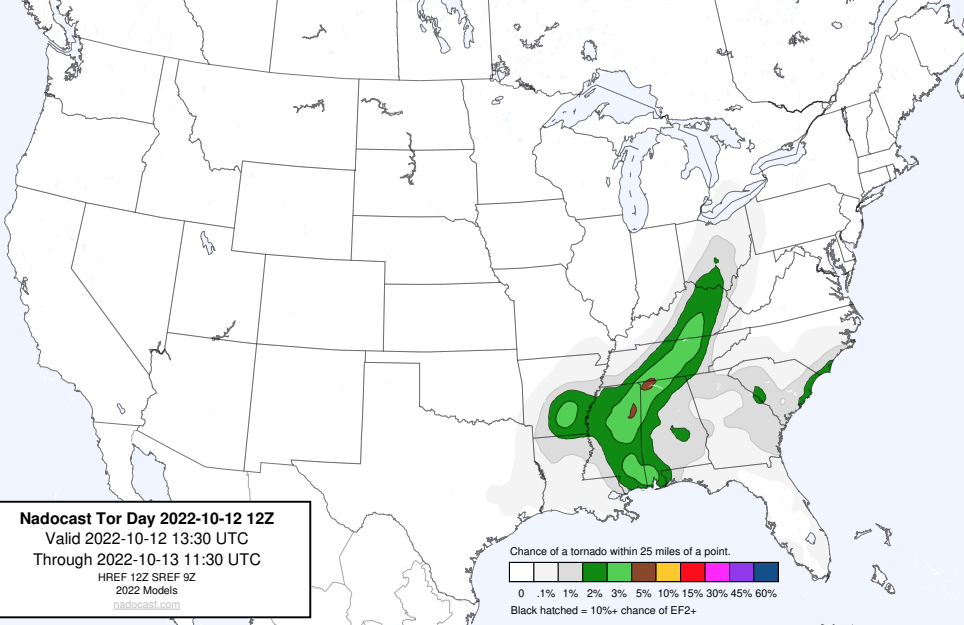 Nadocast Tor Day 2022-10-12 12Z
Valid 2022-10-12 13:30 UTC
Through 2022-10-13 11:30 UTC
HREF 12Z SREF 9Z
2022 Models
nadocast.com
Chance of a tornado within 25 miles of a point.
0 .1% 1% 2% 3% 5% 10% 15% 30% 45% 60%
Black hatched = 10%+ chance of EF2+